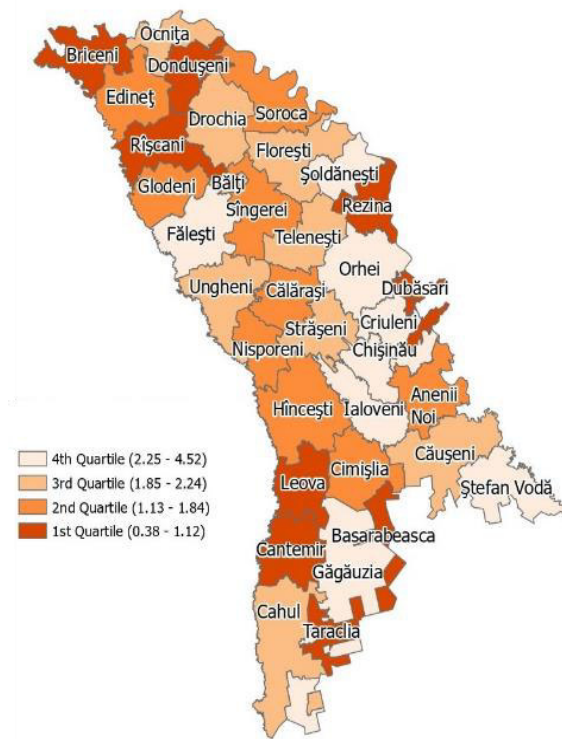 Ocnița
Briceni
Dondușeni
Edineț
Soroca
Drochia
Rîșcani
Florești
Șoldănești
Glodeni
Bălți
Rezina
Sîngerei
Fălești
Telenești
Orhei
Ungheni
Călărași
Dubăsari
Criuleni
Strășeni
Chișinău
Nisporeni
Anenii
Noi
Hîncești
Ialoveni
Căușeni
4th Quartile (2.25 - 4.52)
3rd Quartile (1.85 - 2.24)
2nd Quartile (1.13 - 1.84)
1st Quartile (0.38 - 1.12)
Cimișlia
Leova
Ștefan Vodă
Basarabeasca
Cantemir
Găgăuzia
Cahul
Taraclia